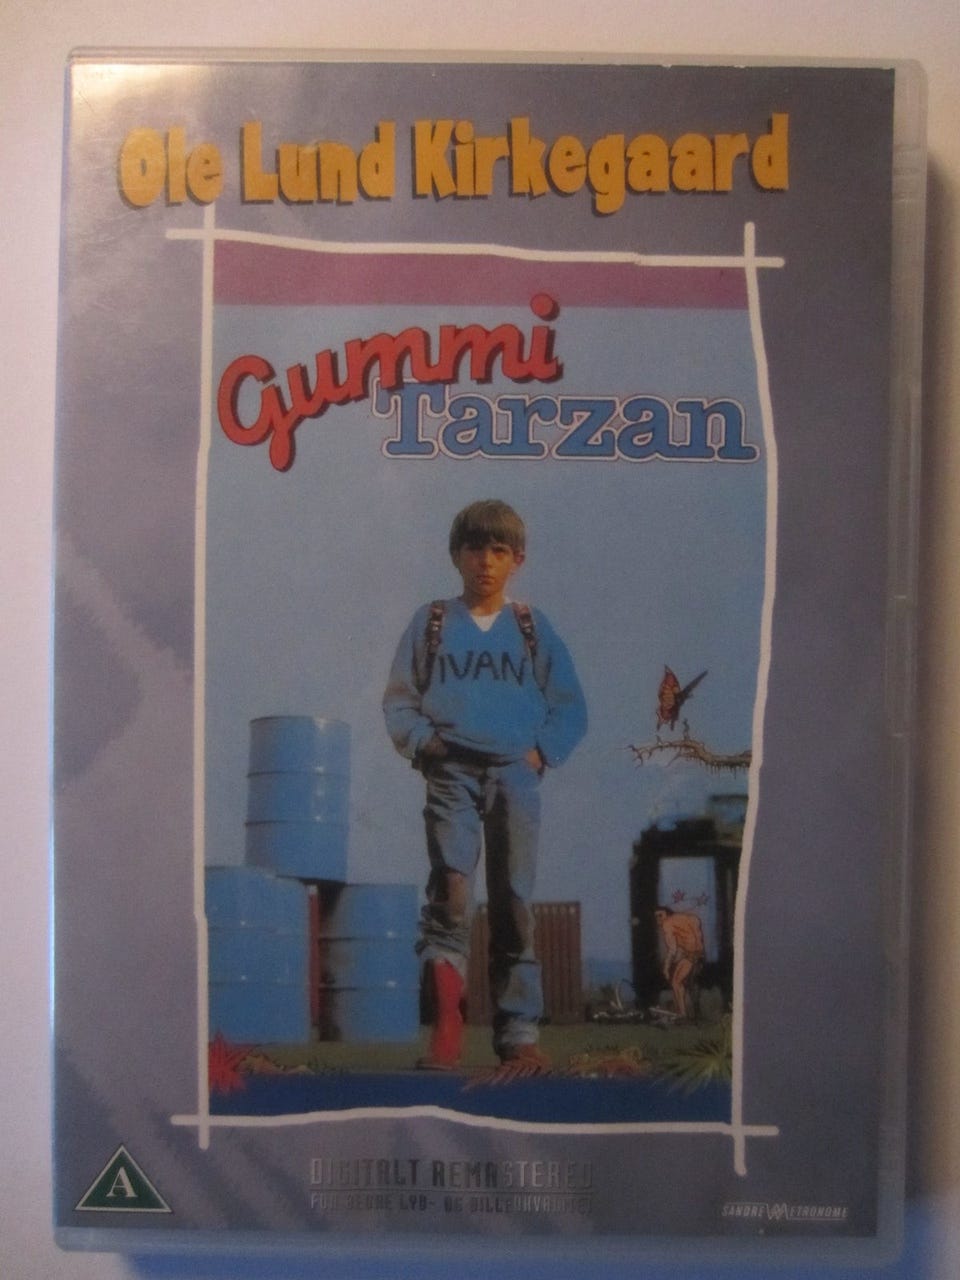 Ole Lund Kirkegaard
Gummi
Tarzan
IVAN
A
DIGITALT REMASTERED
FOR BEDRE LYD- OG BILLEDKVALITET
SANDREW METRONOME